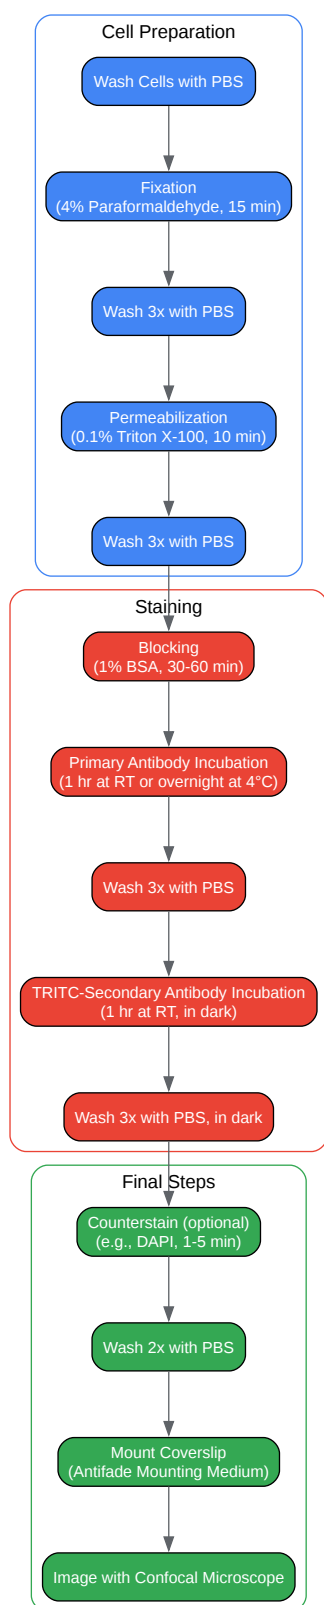 Cell Preparation
Wash Cells with PBS
Fixation
(4% Paraformaldehyde, 15 min)
Wash 3x with PBS
Permeabilization
(0.1% Triton X-100, 10 min)
Wash 3x with PBS
Staining
Blocking
(1% BSA, 30-60 min)
Primary Antibody Incubation
(1 hr at RT or overnight at 4°C)
Wash 3x with PBS
TRITC-Secondary Antibody Incubation
(1 hr at RT, in dark)
Wash 3x with PBS, in dark
Final Steps
Counterstain (optional)
(e.g., DAPI, 1-5 min)
Wash 2x with PBS
Mount Coverslip
(Antifade Mounting Medium)
Image with Confocal Microscope